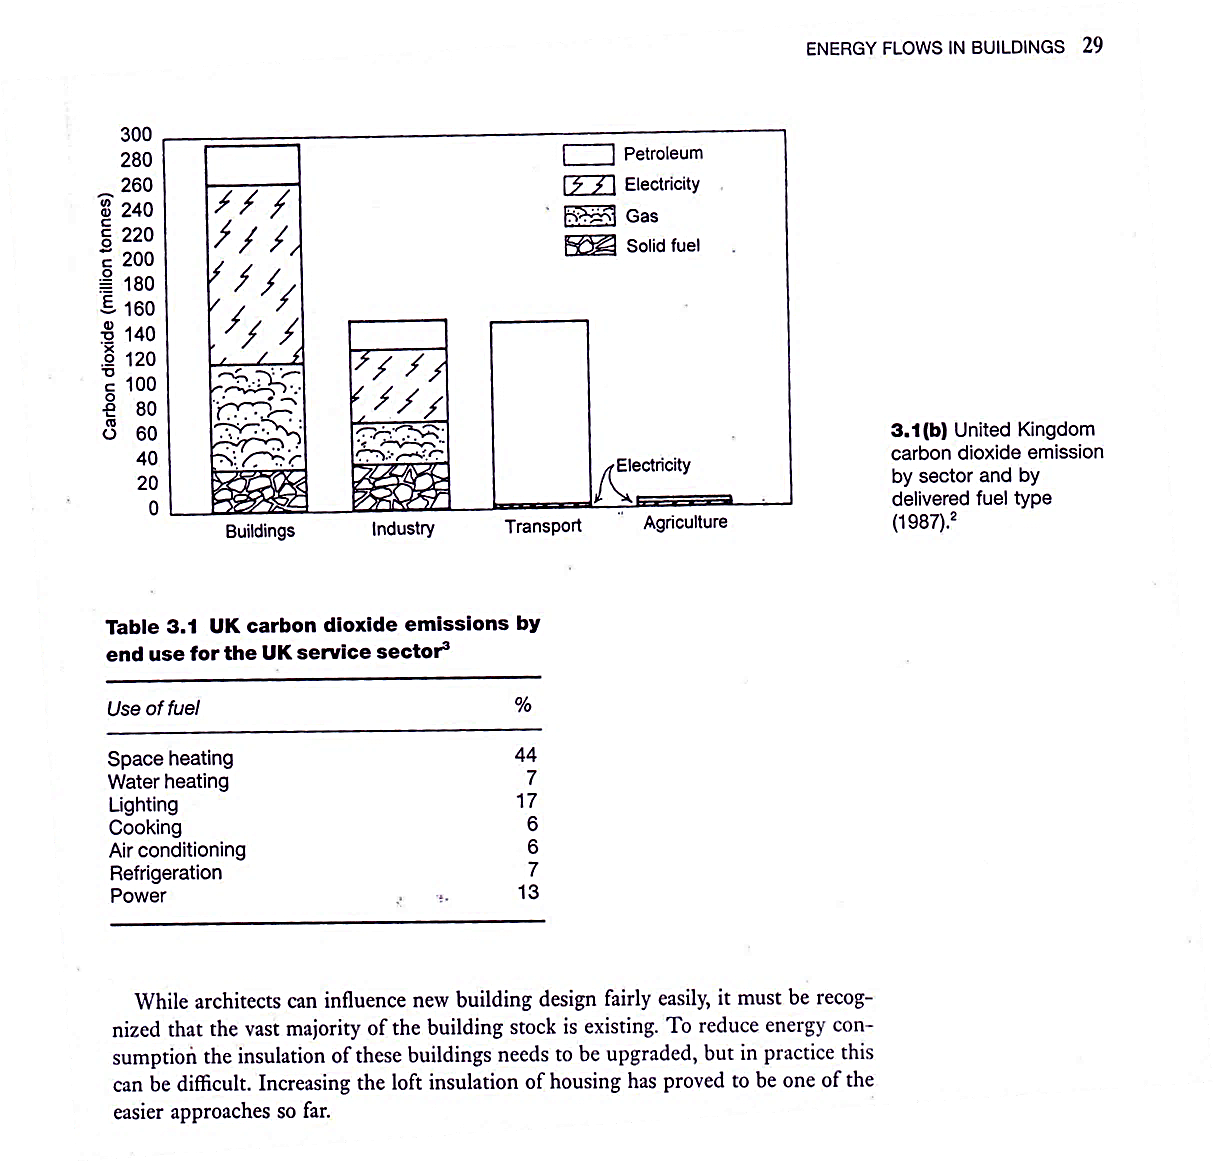 ENERGY FLOWS IN BUILDINGS 29
300
280
260
240
220
200
180
160
140
120
100
80
60
40
20
0
Carbon dioxide (million tonnes)
Petroleum
Electricity
Gas
Solid fuel
Electricity
Buildings Industry Transport Agriculture
3.1(b) United Kingdom
carbon dioxide emission
by sector and by
delivered fuel type
(1987).²
Table 3.1 UK carbon dioxide emissions by
end use for the UK service sector³
Use of fuel %
Space heating 44
Water heating 7
Lighting 17
Cooking 6
Air conditioning 6
Refrigeration 7
Power 13
While architects can influence new building design fairly easily, it must be recog-
nized that the vast majority of the building stock is existing. To reduce energy con-
sumption the insulation of these buildings needs to be upgraded, but in practice this
can be difficult. Increasing the loft insulation of housing has proved to be one of the
easier approaches so far.